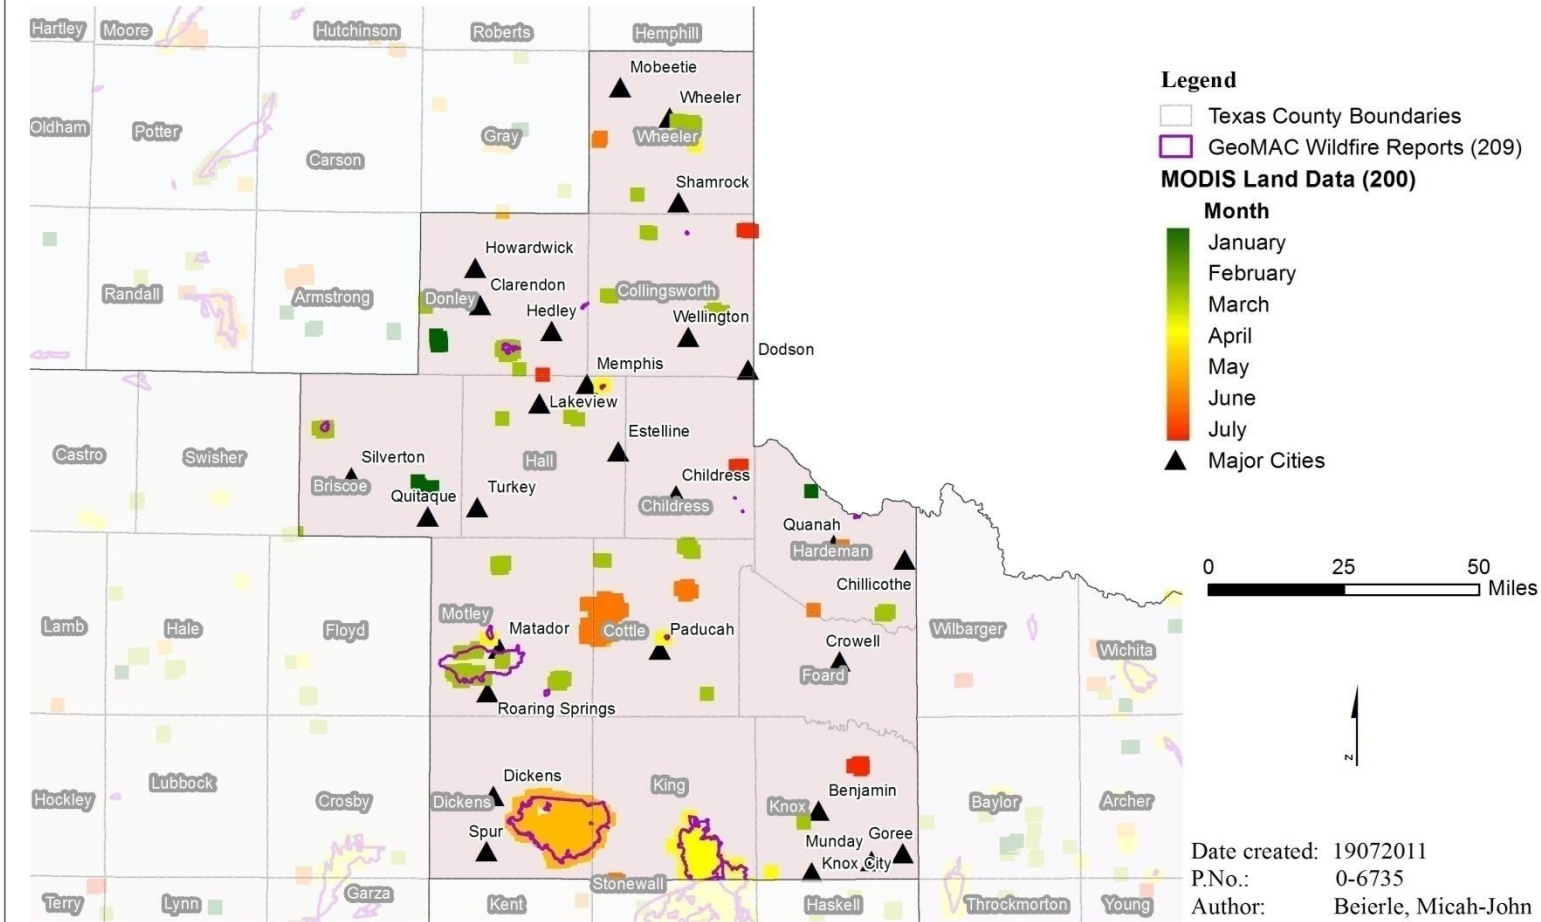 Hartley
Moore
Hutchinson
Roberts
Hemphill
Mobeetie
Wheeler
Oldham
Potter
Carson
Gray
Wheeler
Shamrock
Howardwick
Clarendon
Randall
Armstrong
Donley
Hedley
Collingsworth
Wellington
Dodson
Memphis
Lakeview
Estelline
Castro
Swisher
Silverton
Hall
Childress
Briscoe
Quitaque
Turkey
Childress
Quanah
Hardeman
Chillicothe
Lamb
Hale
Floyd
Motley
Matador
Cottle
Paducah
Crowell
Wilbarger
Foard
Wichita
Roaring Springs
Hockley
Lubbock
Crosby
Dickens
Dickens
King
Benjamin
Knox
Baylor
Archer
Spur
Munday
Goree
Knox City
Stonewall
Terry
Lynn
Garza
Kent
Haskell
Throckmorton
Young
Legend
Texas County Boundaries
GeoMAC Wildfire Reports (209)
MODIS Land Data (200)
Month
January
February
March
April
May
June
July
Major Cities
0 25 50
Miles
N
Date created: 19072011
P.No.: 0-6735
Author: Beierle, Micah-John